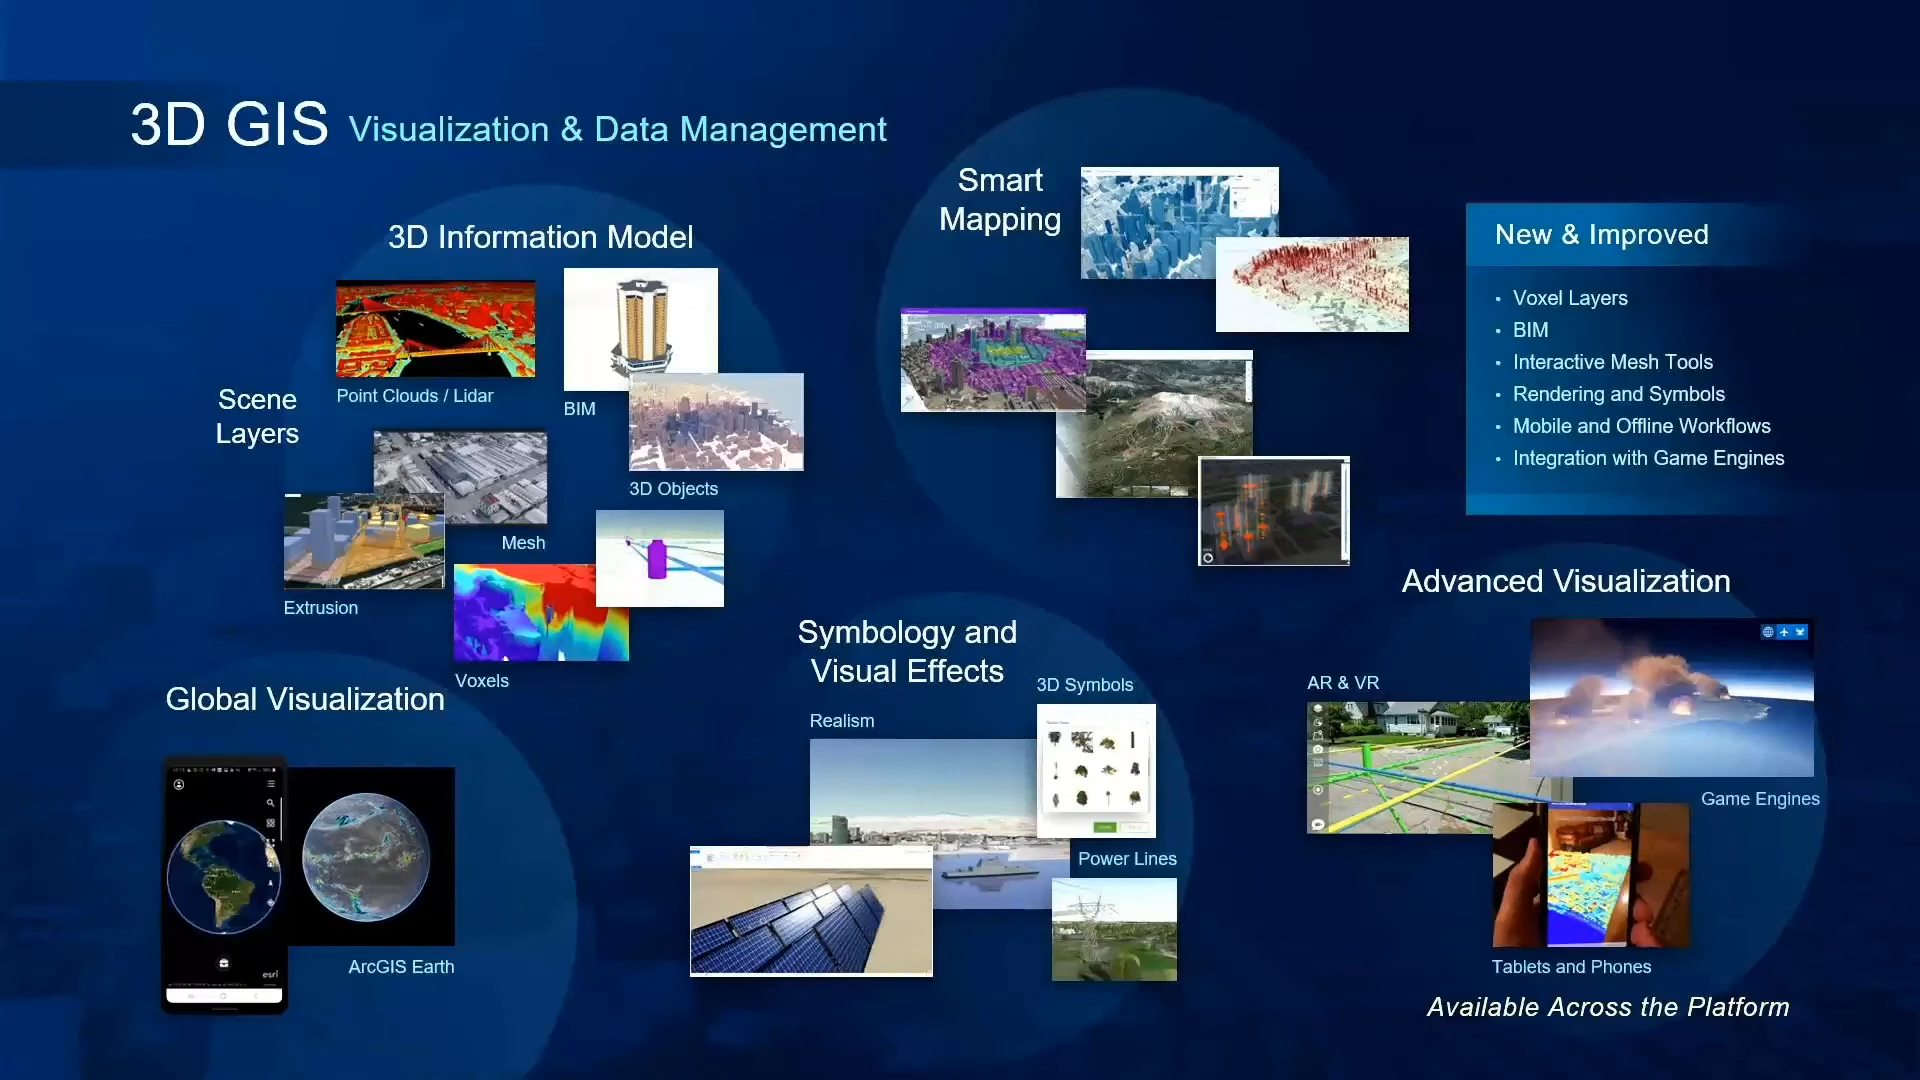 3D GIS Visualization & Data Management
3D Information Model
Scene
Layers
Point Clouds / Lidar
BIM
3D Objects
Mesh
Extrusion
Voxels
Smart
Mapping
New & Improved
• Voxel Layers
• BIM
• Interactive Mesh Tools
• Rendering and Symbols
• Mobile and Offline Workflows
• Integration with Game Engines
Global Visualization
esri
ArcGIS Earth
Symbology and
Visual Effects
Realism
3D Symbols
Power Lines
Advanced Visualization
AR & VR
Game Engines
Tablets and Phones
Available Across the Platform